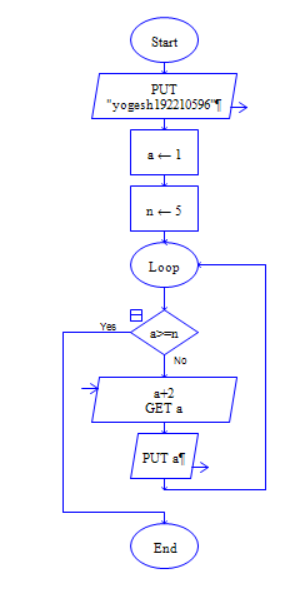 Start
PUT
"yogesh192210596"¶
a ← 1
n ← 5
Loop
Yes
a>=n
No
a+2
GET a
PUT a¶
End